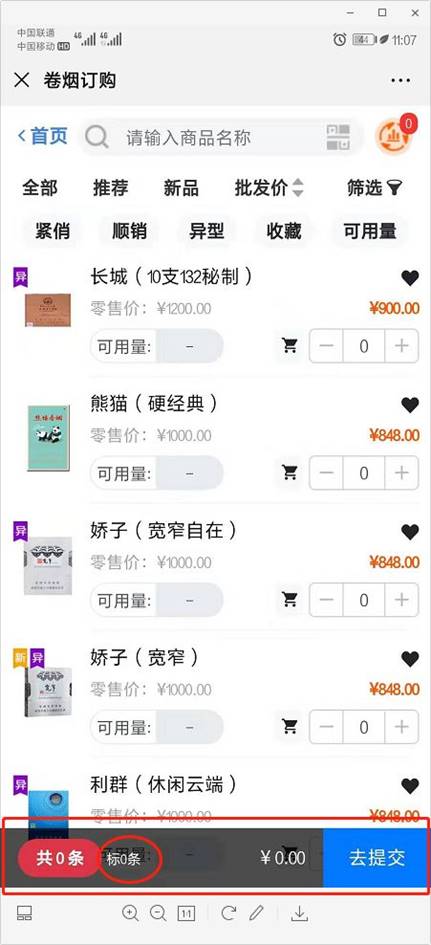 中国联通
中国移动 HD 4G 4G 44 11:07
卷烟订购
首页 请输入商品名称 0
全部 推荐 新品 批发价 筛选
紧俏 顺销 异型 收藏 可用量
异 长城（10支132秘制）
零售价：¥1200.00 ¥900.00
可用量: - 0
熊猫（硬经典）
零售价：¥1000.00 ¥848.00
可用量: - 0
异 娇子（宽窄自在）
零售价：¥1000.00 ¥848.00
可用量: - 0
新 异 娇子（宽窄）
零售价：¥1000.00 ¥848.00
可用量: - 0
异 利群（休闲云端）
零售价：¥1000.00 ¥848.00
共0条 标0条 ¥0.00 去提交
1:1